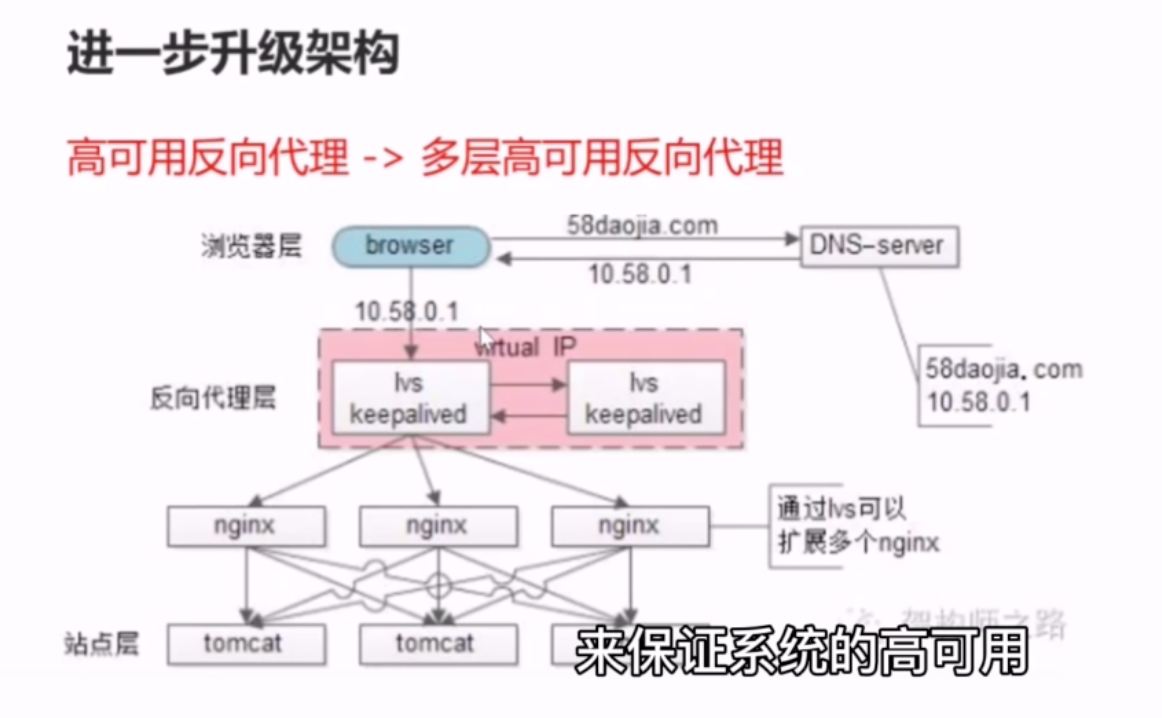 进一步升级架构
高可用反向代理 -> 多层高可用反向代理
58daojia.com
浏览器层
browser
DNS-server
10.58.0.1
10.58.0.1
virtual IP
58daojia.com
10.58.0.1
反向代理层
lvs
keepalived
lvs
keepalived
nginx
nginx
nginx
通过lvs可以
扩展多个nginx
架构师之路
站点层
tomcat
tomcat
来保证系统的高可用